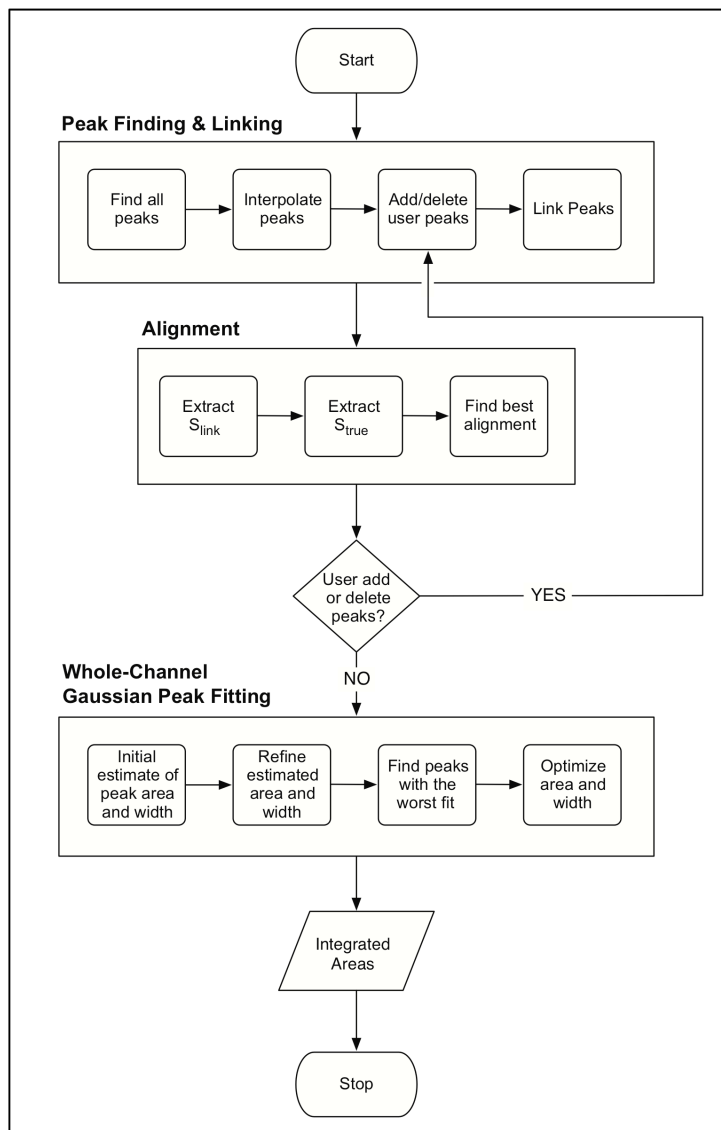 Start
Peak Finding & Linking
Find all
peaks
Interpolate
peaks
Add/delete
user peaks
Link Peaks
Alignment
Extract
Slink
Extract
Strue
Find best
alignment
User add
or delete
peaks?
YES
NO
Whole-Channel
Gaussian Peak Fitting
Initial
estimate of
peak area
and width
Refine
estimated
area and
width
Find peaks
with the
worst fit
Optimize
area and
width
Integrated
Areas
Stop